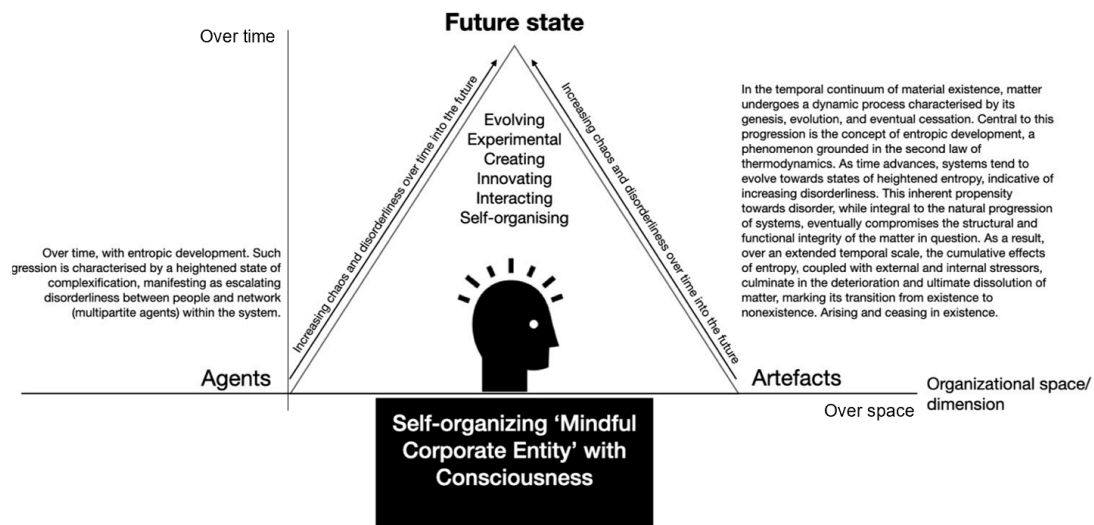 Future state
Over time
Increasing chaos and disorderliness over time into the future
Increasing chaos and disorderliness over time into the future
Evolving
Experimental
Creating
Innovating
Interacting
Self-organising
In the temporal continuum of material existence, matter
undergoes a dynamic process characterised by its
genesis, evolution, and eventual cessation. Central to this
progression is the concept of entropic development, a
phenomenon grounded in the second law of
thermodynamics. As time advances, systems tend to
evolve towards states of heightened entropy, indicative of
increasing disorderliness. This inherent propensity
towards disorder, while integral to the natural progression
of systems, eventually compromises the structural and
functional integrity of the matter in question. As a result,
over an extended temporal scale, the cumulative effects
of entropy, coupled with external and internal stressors,
culminate in the deterioration and ultimate dissolution of
matter, marking its transition from existence to
nonexistence. Arising and ceasing in existence.
Over time, with entropic development. Such
gression is characterised by a heightened state of
complexification, manifesting as escalating
disorderliness between people and network
(multipartite agents) within the system.
Agents
Artefacts
Organizational space/
dimension
Over space
Self-organizing ‘Mindful
Corporate Entity’ with
Consciousness